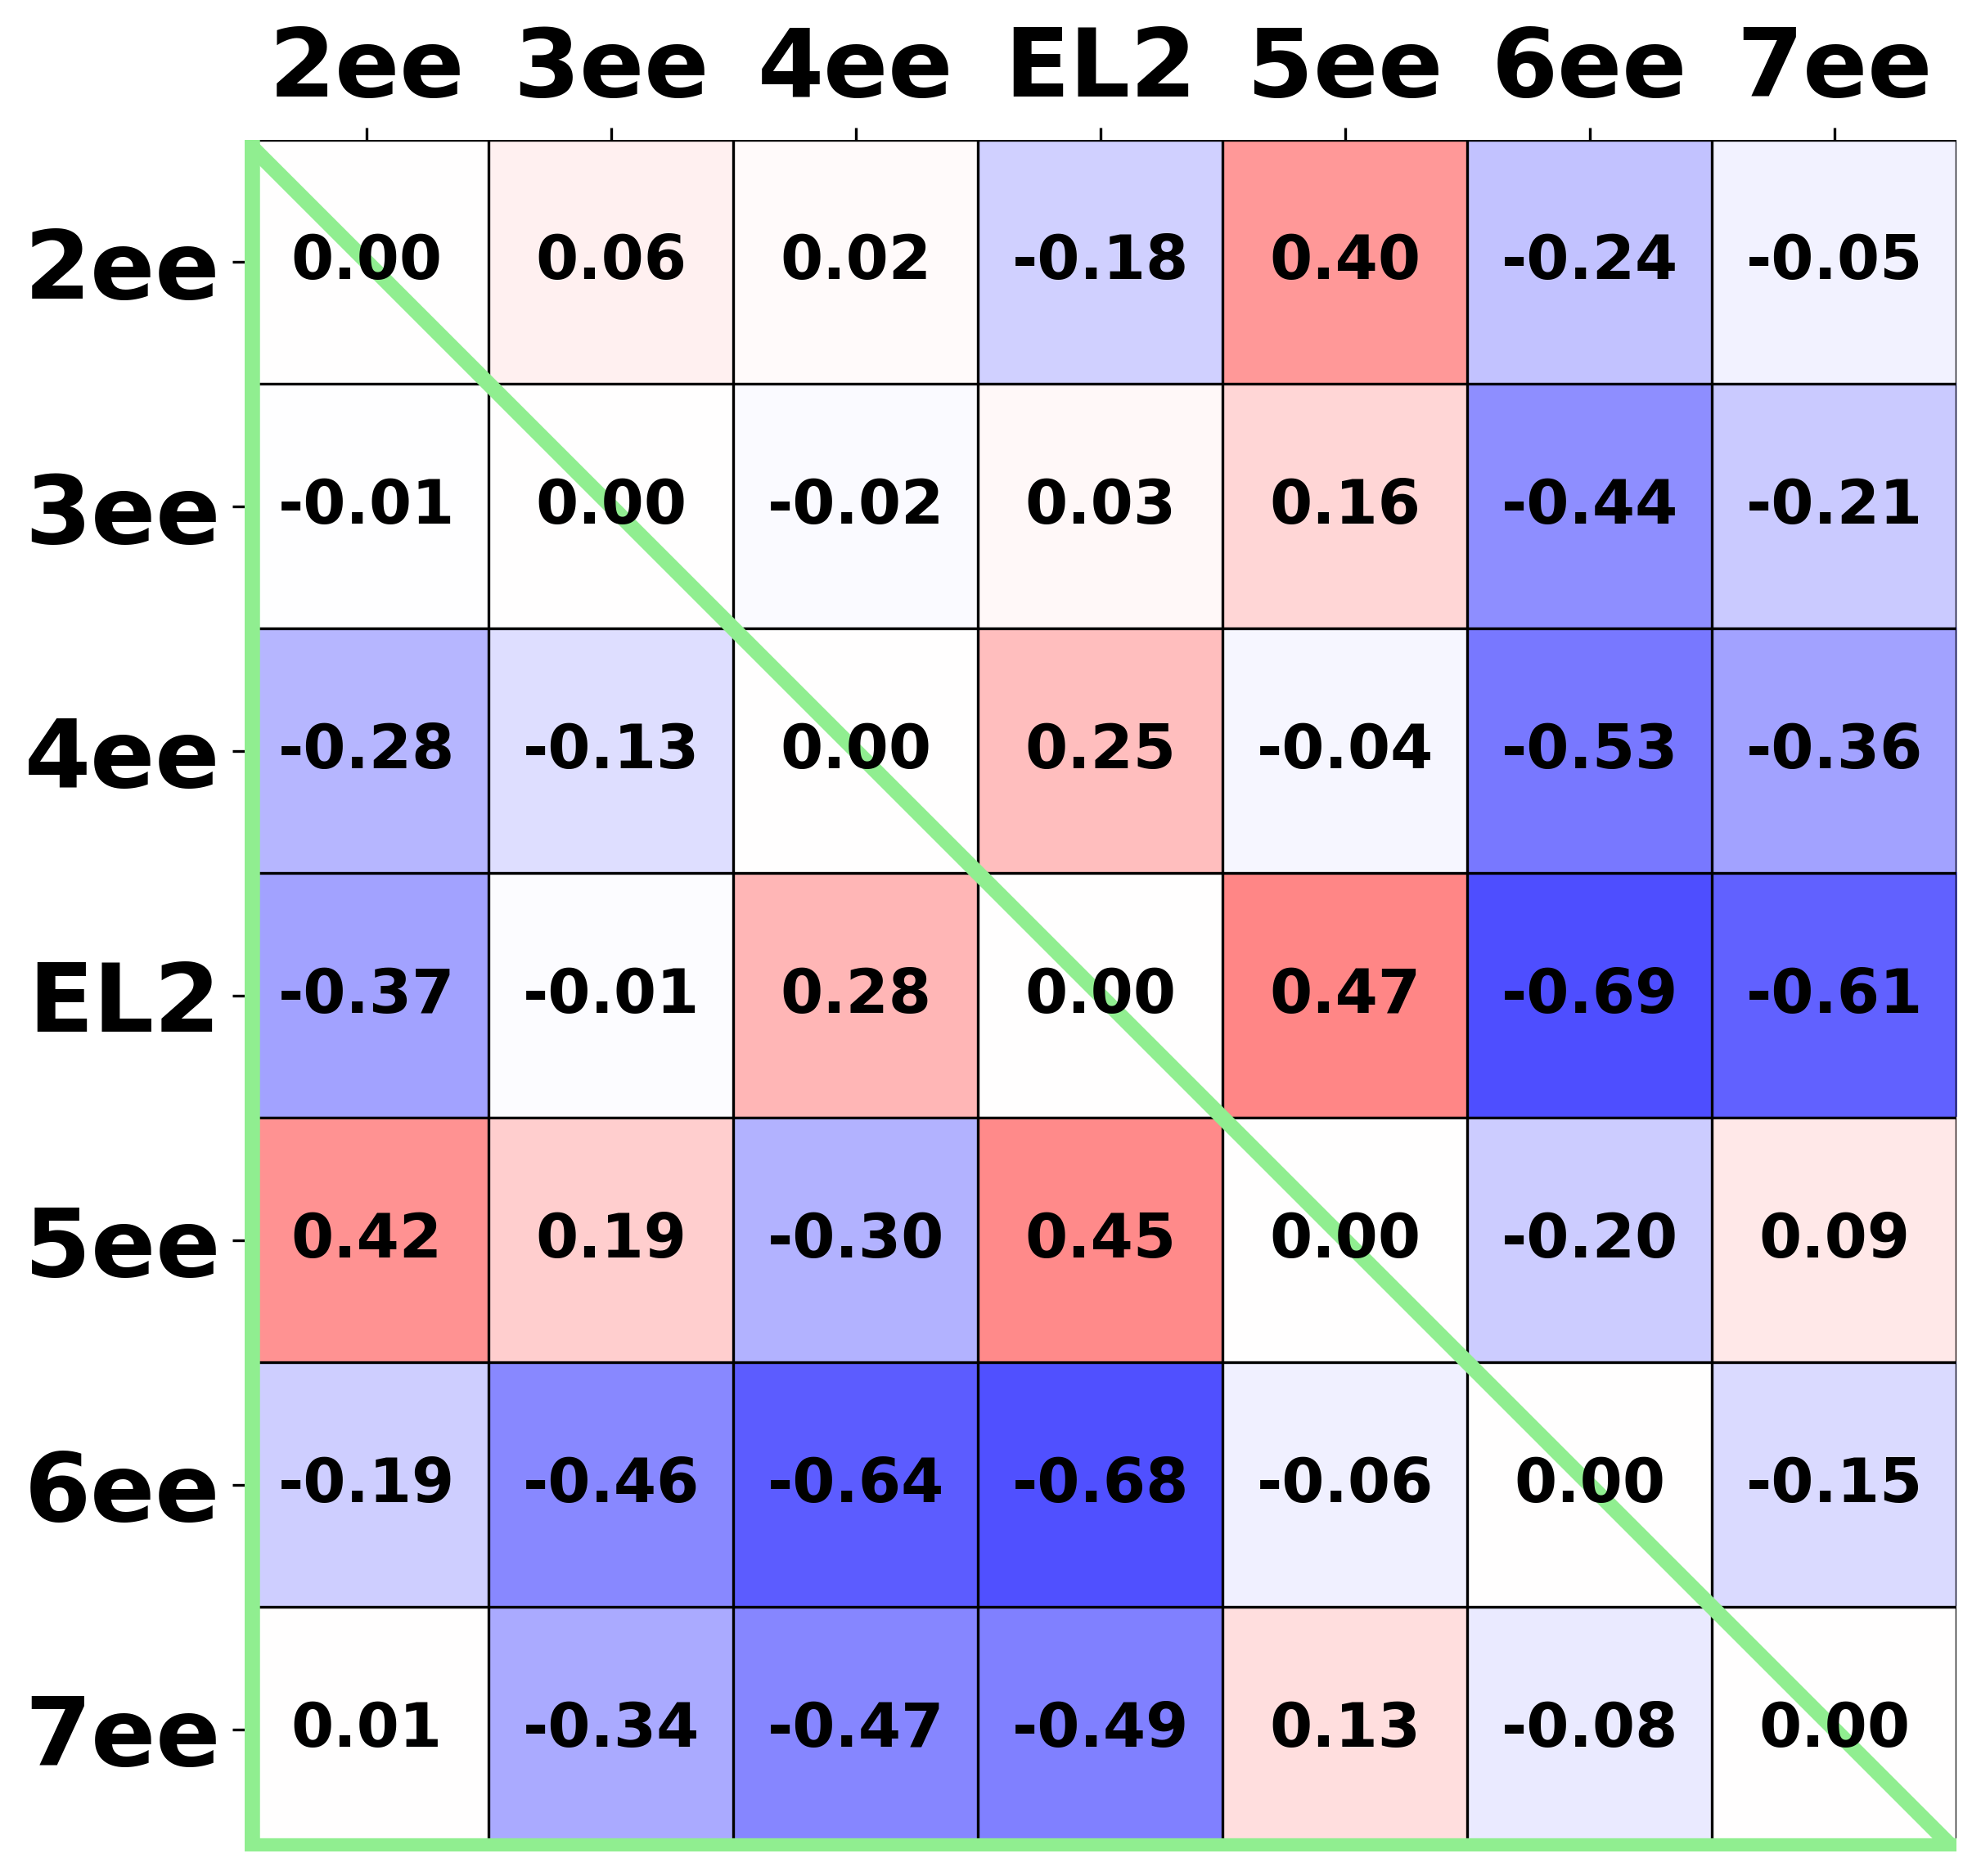 2ee 3ee 4ee EL2 5ee 6ee 7ee
2ee 0.00 0.06 0.02 -0.18 0.40 -0.24 -0.05
3ee -0.01 0.00 -0.02 0.03 0.16 -0.44 -0.21
4ee -0.28 -0.13 0.00 0.25 -0.04 -0.53 -0.36
EL2 -0.37 -0.01 0.28 0.00 0.47 -0.69 -0.61
5ee 0.42 0.19 -0.30 0.45 0.00 -0.20 0.09
6ee -0.19 -0.46 -0.64 -0.68 -0.06 0.00 -0.15
7ee 0.01 -0.34 -0.47 -0.49 0.13 -0.08 0.00